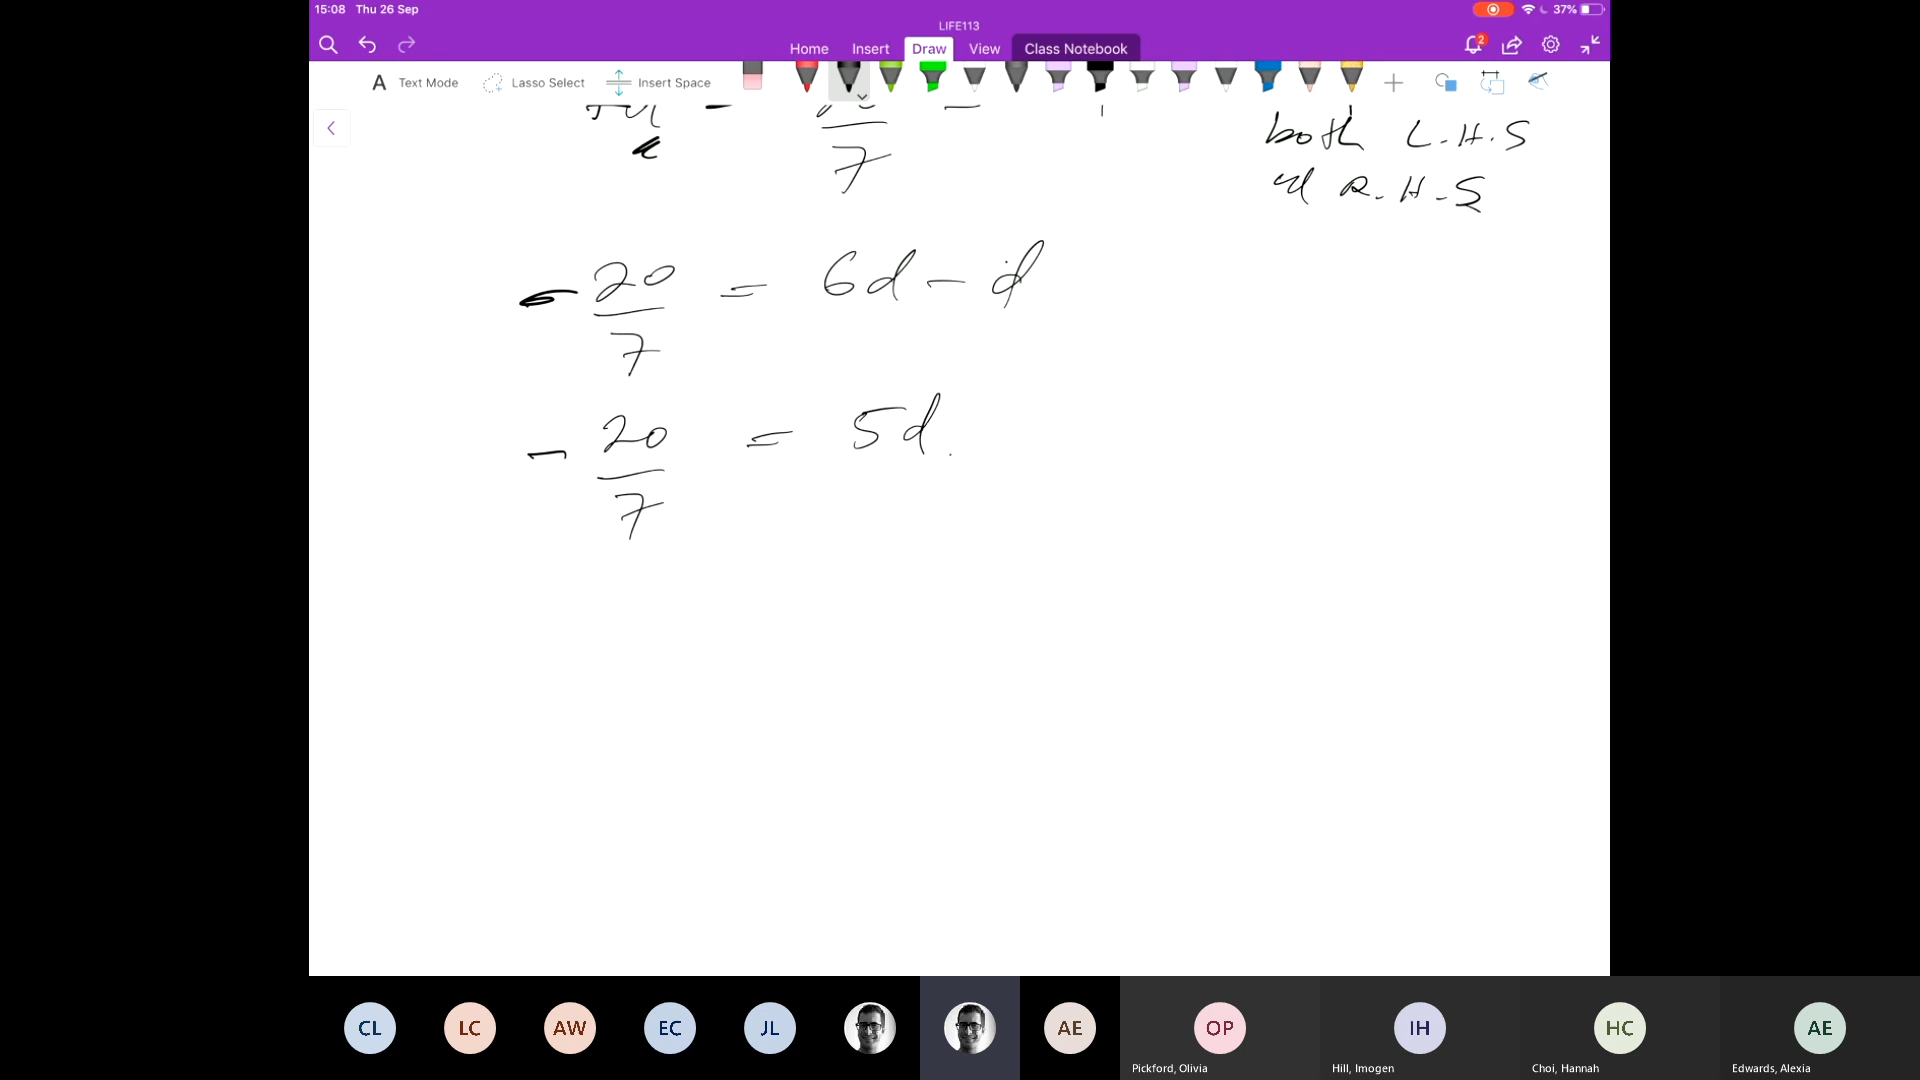 15:08 Thu 26 Sep
37%
LIFE113
Home Insert Draw View Class Notebook
2
A Text Mode Lasso Select Insert Space
7
both L.H.S
R.H.S
- 20/7 = 6d - d
- 20/7 = 5d.
CL LC AW EC JL AE OP IH HC AE
Pickford, Olivia Hill, Imogen Choi, Hannah Edwards, Alexia